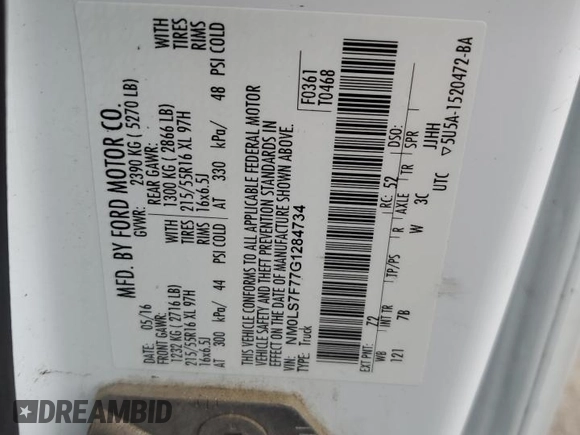 MFD. BY FORD MOTOR CO.
DATE: 05/16 GVWR: 2390 KG ( 5270 LB)
FRONT GAWR: REAR GAWR:
1232 KG ( 2716 LB) WITH 1300 KG ( 2866 LB) WITH
215/55R16 XL 97H TIRES 215/55R16 XL 97H TIRES
16x6.5J RIMS 16x6.5J RIMS
AT 300 kPa/ 44 PSI COLD AT 330 kPa/ 48 PSI COLD
THIS VEHICLE CONFORMS TO ALL APPLICABLE FEDERAL MOTOR
VEHICLE SAFETY AND THEFT PREVENTION STANDARDS IN
EFFECT ON THE DATE OF MANUFACTURE SHOWN ABOVE.
VIN: NM0LS7F77G1284734 F0361
TYPE: Truck T0468
EXT PNT: 72 RC: 52 DSO:
WB INT TR TP/PS R AXLE TR SPR
121 7B W 3C JJHH
UTC ▽5U5A-1520472-BA
DREAMBID